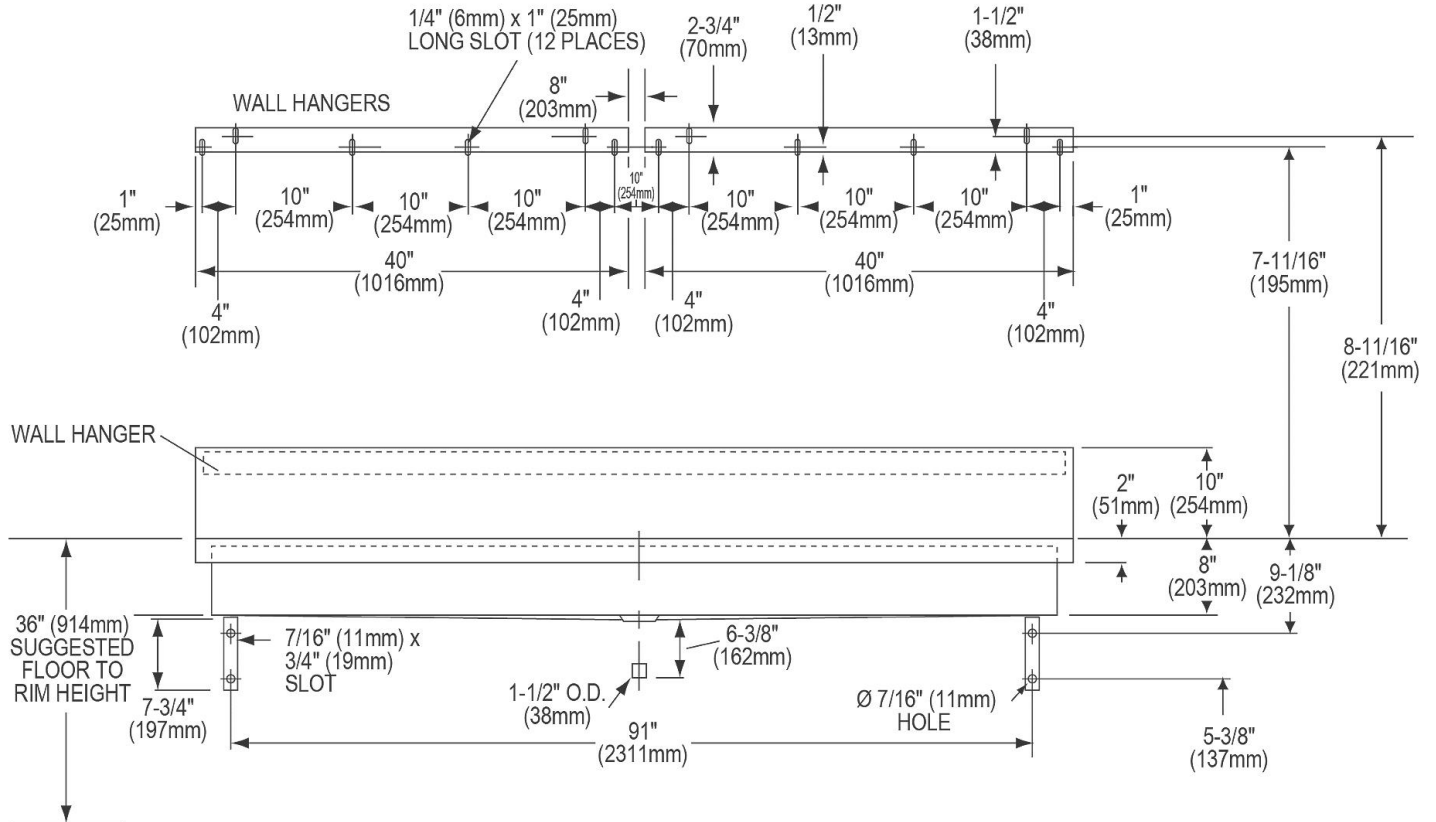 1/4" (6mm) x 1" (25mm)
LONG SLOT (12 PLACES)
1/2"
(13mm)
1-1/2"
(38mm)
2-3/4"
(70mm)
8"
(203mm)
WALL HANGERS
1"
(25mm)
10"
(254mm)
10"
(254mm)
10"
(254mm)
10"
(254mm)
10"
(254mm)
10"
(254mm)
10"
(254mm)
1"
(25mm)
40"
(1016mm)
40"
(1016mm)
4"
(102mm)
4"
(102mm)
4"
(102mm)
4"
(102mm)
7-11/16"
(195mm)
8-11/16"
(221mm)
WALL HANGER
2"
(51mm)
10"
(254mm)
8"
(203mm)
9-1/8"
(232mm)
36" (914mm)
SUGGESTED
FLOOR TO
RIM HEIGHT
7/16" (11mm) x
3/4" (19mm)
SLOT
6-3/8"
(162mm)
7-3/4"
(197mm)
1-1/2" O.D.
(38mm)
Ø 7/16" (11mm)
HOLE
91"
(2311mm)
5-3/8"
(137mm)